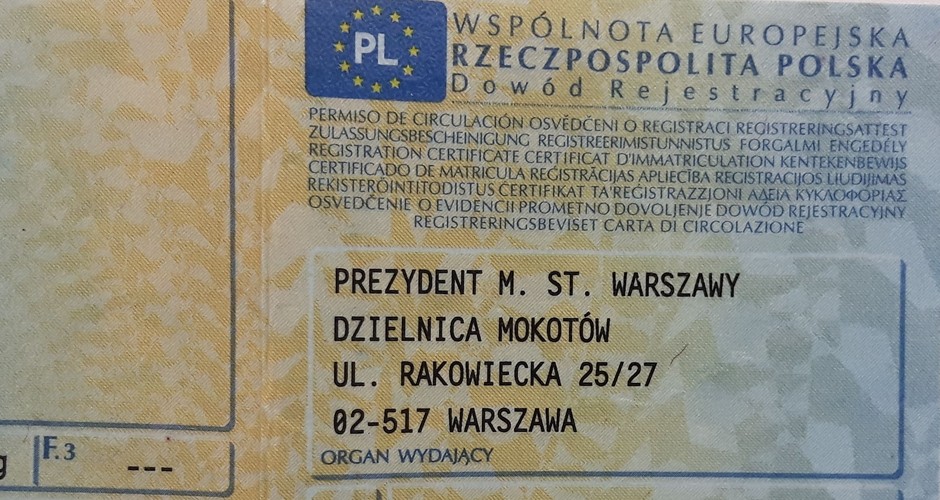 PL
WSPÓLNOTA EUROPEJSKA
RZECZPOSPOLITA POLSKA
Dowód Rejestracyjny
PERMISO DE CIRCULACIÓN OSVĚDČENI O REGISTRACI REGISTRERINGSATTEST
ZULASSUNGSBESCHEINIGUNG REGISTREERIMISTUNNISTUS FORGALMI ENGEDÉLY
REGISTRATION CERTIFICATE CERTIFICAT D'IMMATRICULATION KENTEKENBEWIJS
CERTIFICADO DE MATRICULA REĢISTRĀCIJAS APLIECĪBA REGISTRACIJOS LIUDIJIMAS
REKISTERÖINTITODISTUS ĊERTIFIKAT TA'REĠISTRAZZJONI ΑΔΕΙΑ ΚΥΚΛΟΦΟΡΙΑΣ
OSVEDČENIE O EVIDENCII PROMETNO DOVOLJENJE DOWÓD REJESTRACYJNY
REGISTRERINGSBEVISET CARTA DI CIRCOLAZIONE
PREZYDENT M. ST. WARSZAWY
DZIELNICA MOKOTÓW
UL. RAKOWIECKA 25/27
02-517 WARSZAWA
ORGAN WYDAJĄCY
g
F.3 ---